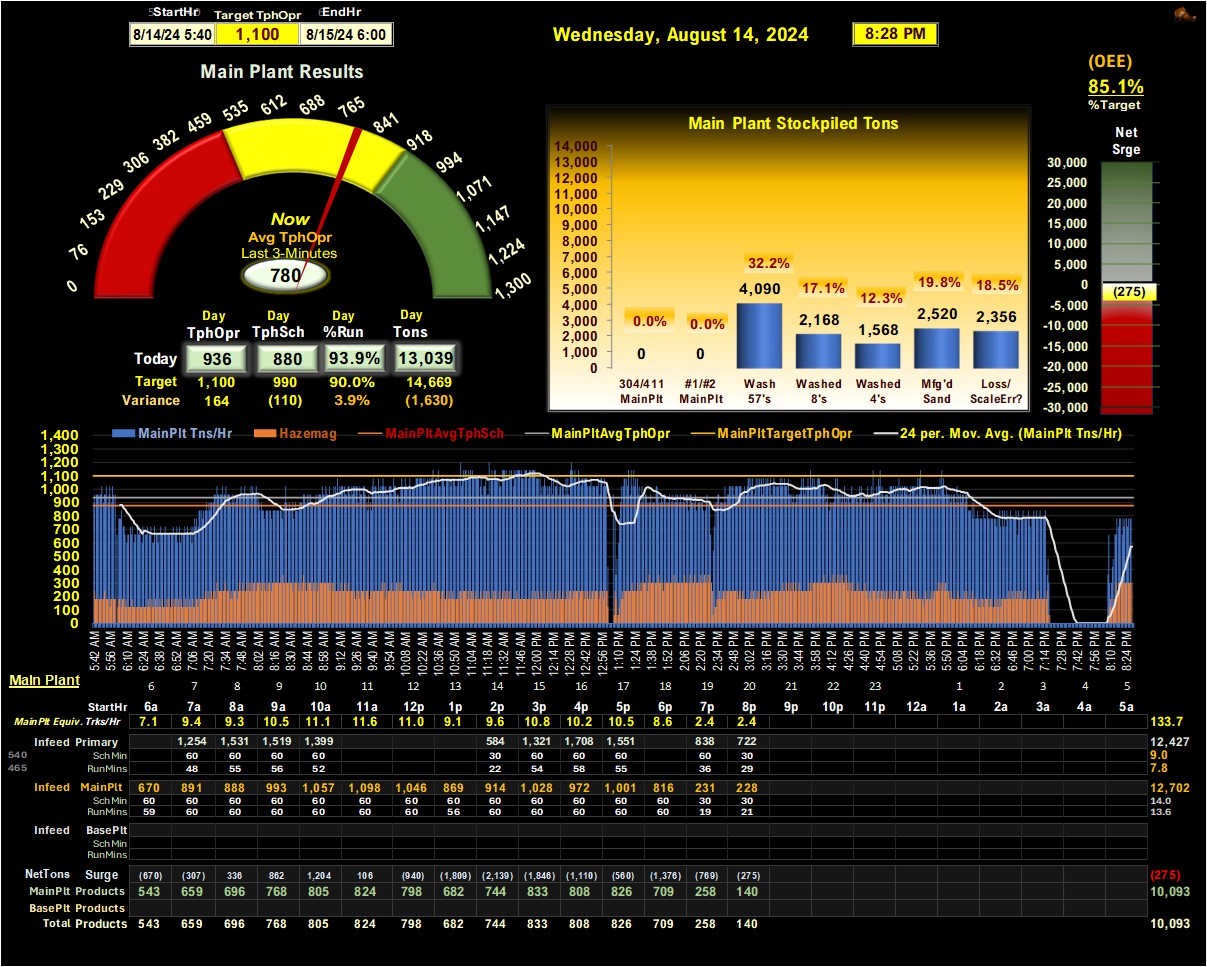 StartHr Target TphOpr EndHr
8/14/24 5:40 1,100 8/15/24 6:00
Wednesday, August 14, 2024 8:28 PM
Main Plant Results
0 76 153 229 306 382 459 535 612 688 765 841 918 994 1,071 1,147 1,224 1,300
Now
Avg TphOpr
Last 3-Minutes
780
Day Day Day Day
TphOpr TphSch %Run Tons
Today 936 880 93.9% 13,039
Target 1,100 990 90.0% 14,669
Variance 164 (110) 3.9% (1,630)
Main Plant Stockpiled Tons
14,000
13,000
12,000
11,000
10,000
9,000
8,000
7,000
6,000
5,000
4,000
3,000
2,000
1,000
0
0.0% 0.0% 32.2% 17.1% 12.3% 19.8% 18.5%
0 0 4,090 2,168 1,568 2,520 2,356
304/411 #1/#2 Wash Washed Washed Mfg'd Loss/
MainPlt MainPlt 57's 8's 4's Sand ScaleErr?
(OEE)
85.1%
%Target
Net
Srge
30,000
25,000
20,000
15,000
10,000
5,000
0
(275)
-5,000
-10,000
-15,000
-20,000
-25,000
-30,000
MainPlt Tns/Hr Hazemag MainPltAvgTphSch MainPltAvgTphOpr MainPltTargetTphOpr 24 per. Mov. Avg. (MainPlt Tns/Hr)
1,400
1,300
1,200
1,100
1,000
900
800
700
600
500
400
300
200
100
0
5:42 AM 5:56 AM 6:10 AM 6:24 AM 6:38 AM 6:52 AM 7:06 AM 7:20 AM 7:34 AM 7:48 AM 8:02 AM 8:16 AM 8:30 AM 8:44 AM 8:58 AM 9:12 AM 9:26 AM 9:40 AM 9:54 AM 10:08 AM 10:22 AM 10:36 AM 10:50 AM 11:04 AM 11:18 AM 11:32 AM 11:46 AM 12:00 PM 12:14 PM 12:28 PM 12:42 PM 12:56 PM 1:10 PM 1:24 PM 1:38 PM 1:52 PM 2:06 PM 2:20 PM 2:34 PM 2:48 PM 3:02 PM 3:16 PM 3:30 PM 3:44 PM 3:58 PM 4:12 PM 4:26 PM 4:40 PM 4:54 PM 5:08 PM 5:22 PM 5:36 PM 5:50 PM 6:04 PM 6:18 PM 6:32 PM 6:46 PM 7:00 PM 7:14 PM 7:28 PM 7:42 PM 7:56 PM 8:10 PM 8:24 PM
Main Plant
6 7 8 9 10 11 12 13 14 15 16 17 18 19 20 21 22 23 1 2 3 4 5
StartHr 6a 7a 8a 9a 10a 11a 12p 1p 2p 3p 4p 5p 6p 7p 8p 9p 10p 11p 12a 1a 2a 3a 4a 5a
MainPlt Equiv. Trks/Hr 7.1 9.4 9.3 10.5 11.1 11.6 11.0 9.1 9.6 10.8 10.2 10.5 8.6 2.4 2.4 133.7
Infeed Primary 1,254 1,531 1,519 1,399 584 1,321 1,708 1,551 838 722 12,427
540 SchMin 60 60 60 60 30 60 60 60 60 30 9.0
465 RunMins 48 55 56 52 22 54 58 55 36 29 7.8
Infeed MainPlt 670 891 888 993 1,057 1,098 1,046 869 914 1,028 972 1,001 816 231 228 12,702
SchMin 60 60 60 60 60 60 60 60 60 60 60 60 60 30 30 14.0
RunMins 59 60 60 60 60 60 60 56 60 60 60 60 60 19 21 13.6
Infeed BasePlt
SchMin
RunMins
NetTons Surge (670) (307) 336 862 1,204 106 (940) (1,809) (2,139) (1,846) (1,110) (560) (1,376) (769) (275) (275)
MainPlt Products 543 659 696 768 805 824 798 682 744 833 808 826 709 258 140 10,093
BasePlt Products
Total Products 543 659 696 768 805 824 798 682 744 833 808 826 709 258 140 10,093